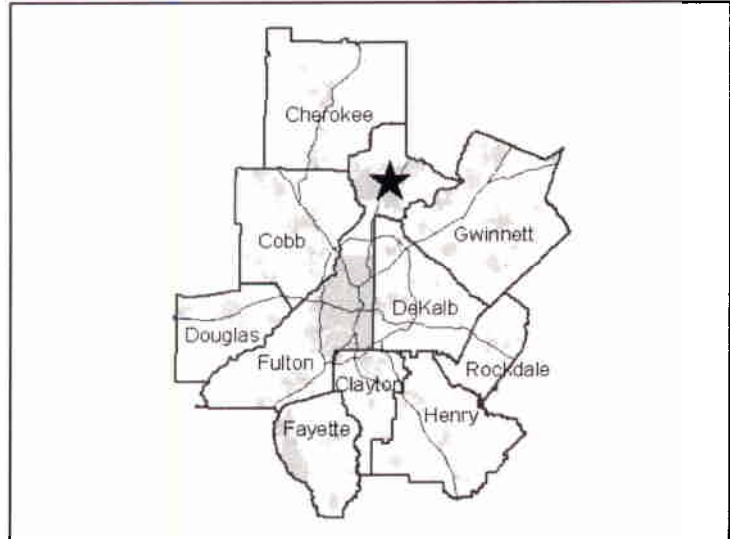 Cherokee
Cobb
Gwinnett
DeKalb
Douglas
Fulton
Rockdale
Clayton
Henry
Fayette